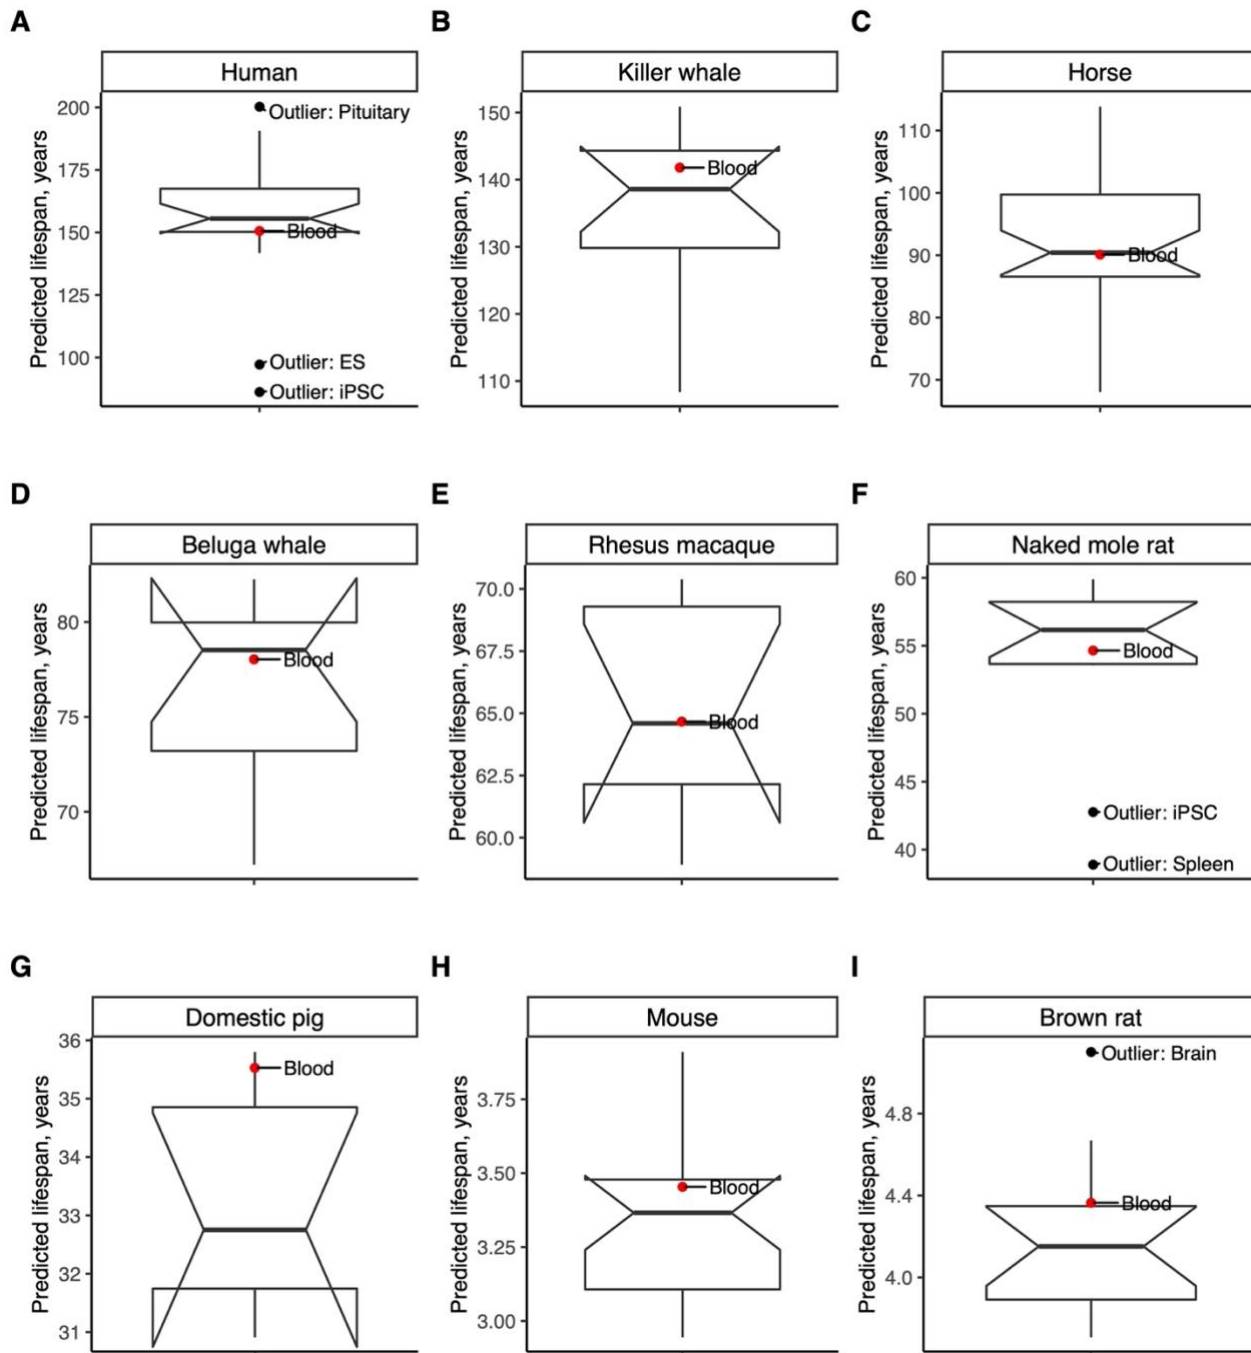 A
Human
Predicted lifespan, years
200
175
150
125
100
Outlier: Pituitary
Blood
Outlier: ES
Outlier: iPSC
B
Killer whale
Predicted lifespan, years
150
140
130
120
110
Blood
C
Horse
Predicted lifespan, years
110
100
90
80
70
Blood
D
Beluga whale
Predicted lifespan, years
80
75
70
Blood
E
Rhesus macaque
Predicted lifespan, years
70.0
67.5
65.0
62.5
60.0
Blood
F
Naked mole rat
Predicted lifespan, years
60
55
50
45
40
Blood
Outlier: iPSC
Outlier: Spleen
G
Domestic pig
Predicted lifespan, years
36
35
34
33
32
31
Blood
H
Mouse
Predicted lifespan, years
3.75
3.50
3.25
3.00
Blood
I
Brown rat
Predicted lifespan, years
4.8
4.4
4.0
Outlier: Brain
Blood